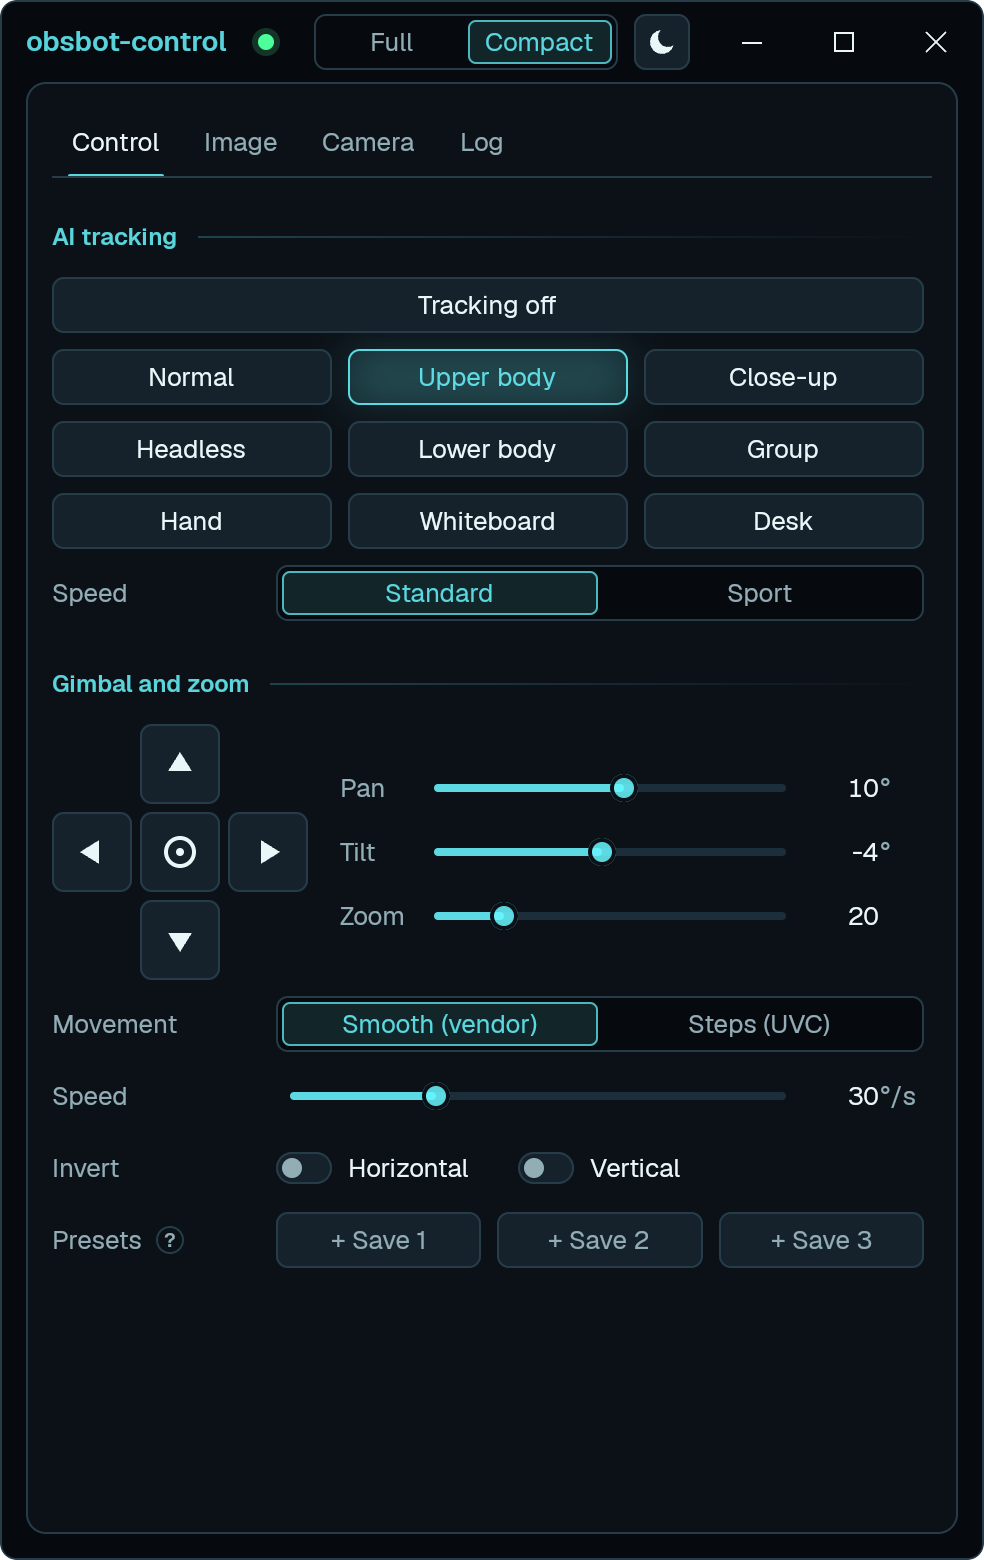 obsbot-control Full Compact
Control Image Camera Log
AI tracking
Tracking off
Normal Upper body Close-up
Headless Lower body Group
Hand Whiteboard Desk
Speed Standard Sport
Gimbal and zoom
Pan 10°
Tilt -4°
Zoom 20
Movement Smooth (vendor) Steps (UVC)
Speed 30°/s
Invert Horizontal Vertical
Presets ? + Save 1 + Save 2 + Save 3